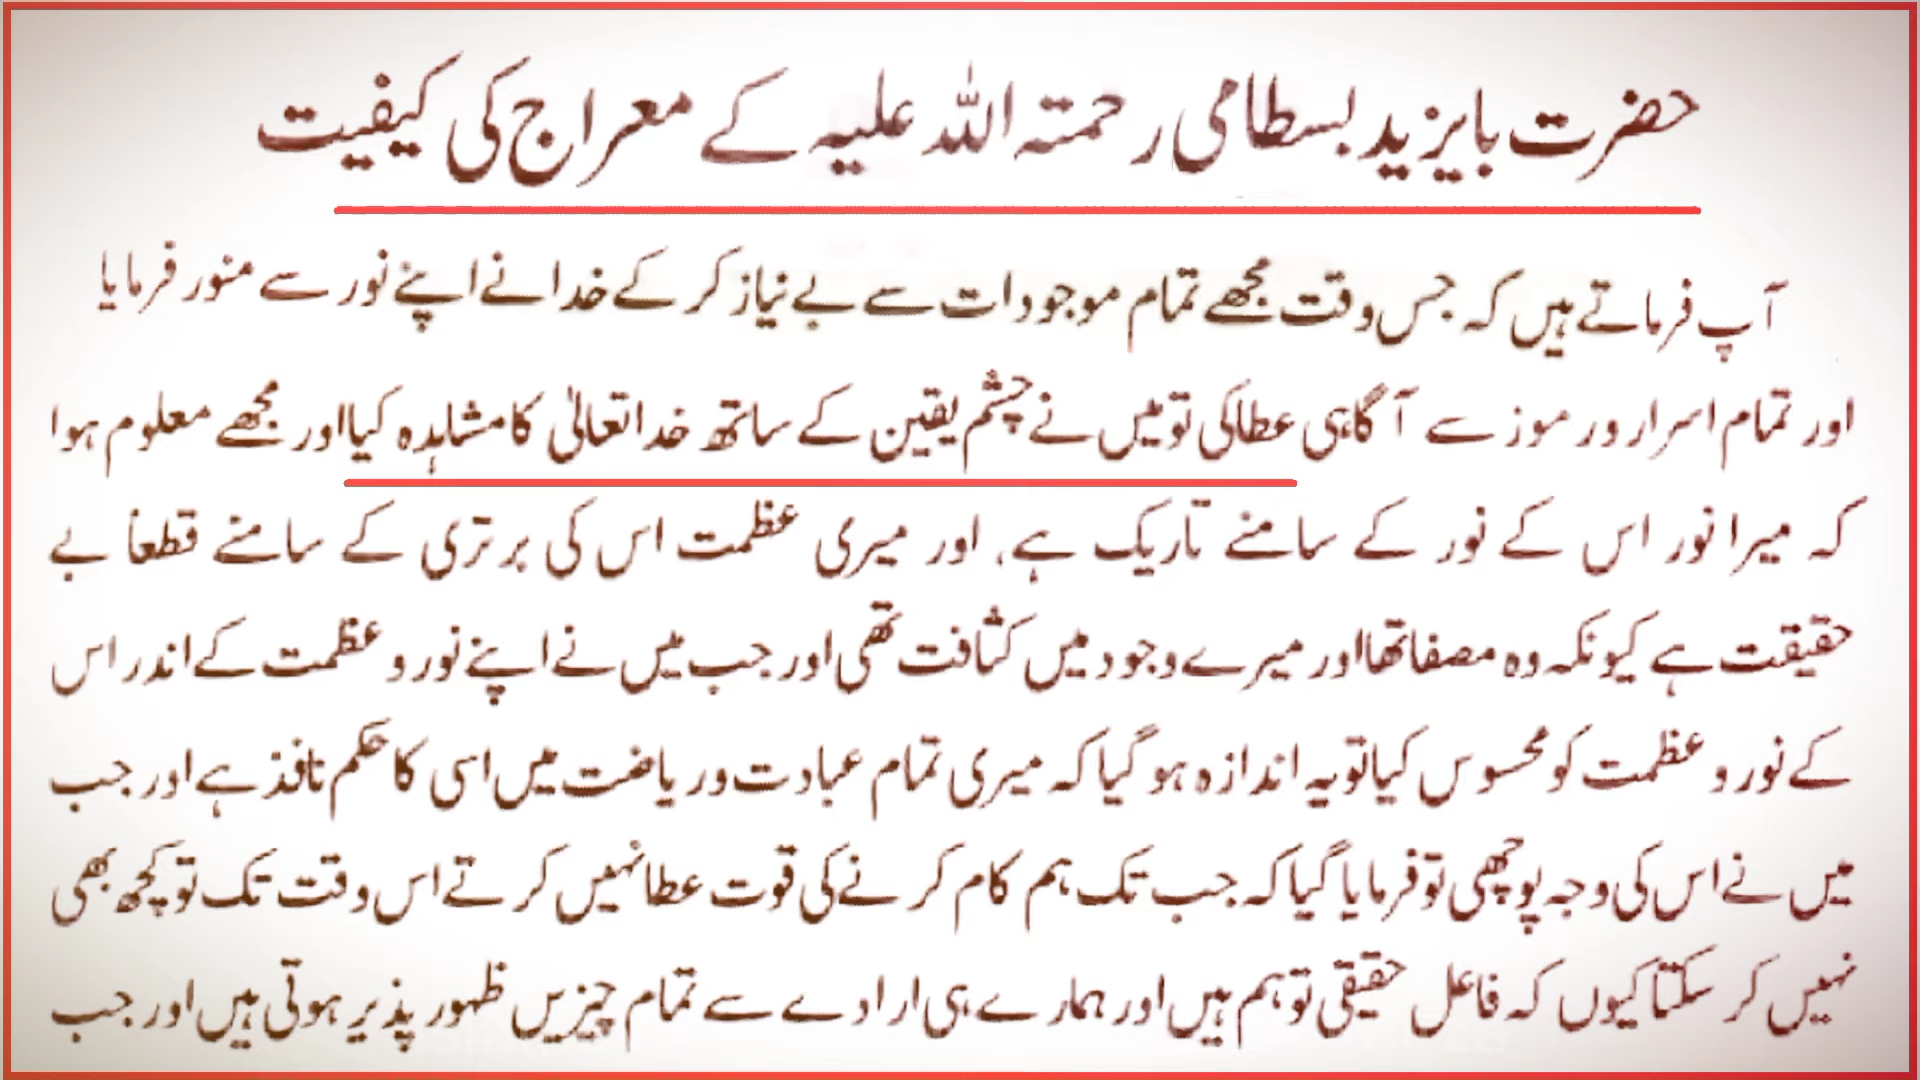 حضرت بایزید بسطامی رحمتہ اللہ علیہ کے معراج کی کیفیت
آپ فرماتے ہیں کہ جس وقت مجھے تمام موجودات سے بے نیاز کر کے خدا نے اپنے نور سے منور فرمایا
اور تمام اسرار و رموز سے آگاہی عطا کی تو میں نے چشم یقین کے ساتھ خدا تعالیٰ کا مشاہدہ کیا اور مجھے معلوم ہوا
کہ میرا نور اس کے نور کے سامنے تاریک ہے، اور میری عظمت اس کی برتری کے سامنے قطعاً بے
حقیقت ہے کیونکہ وہ مصفا تھا اور میرے وجود میں کثافت تھی اور جب میں نے اپنے نور و عظمت کے اندر اس
کے نور و عظمت کو محسوس کیا تو یہ اندازہ ہو گیا کہ میری تمام عبادت و ریاضت میں اسی کا حکم نافذ ہے اور جب
میں نے اس کی وجہ پوچھی تو فرمایا گیا کہ جب تک ہم کام کرنے کی قوت عطا نہیں کرتے اس وقت تک تو کچھ بھی
نہیں کر سکتا کیوں کہ فاعل حقیقی تو ہم ہیں اور ہمارے ہی ارادے سے تمام چیزیں ظہور پذیر ہوتی ہیں اور جب